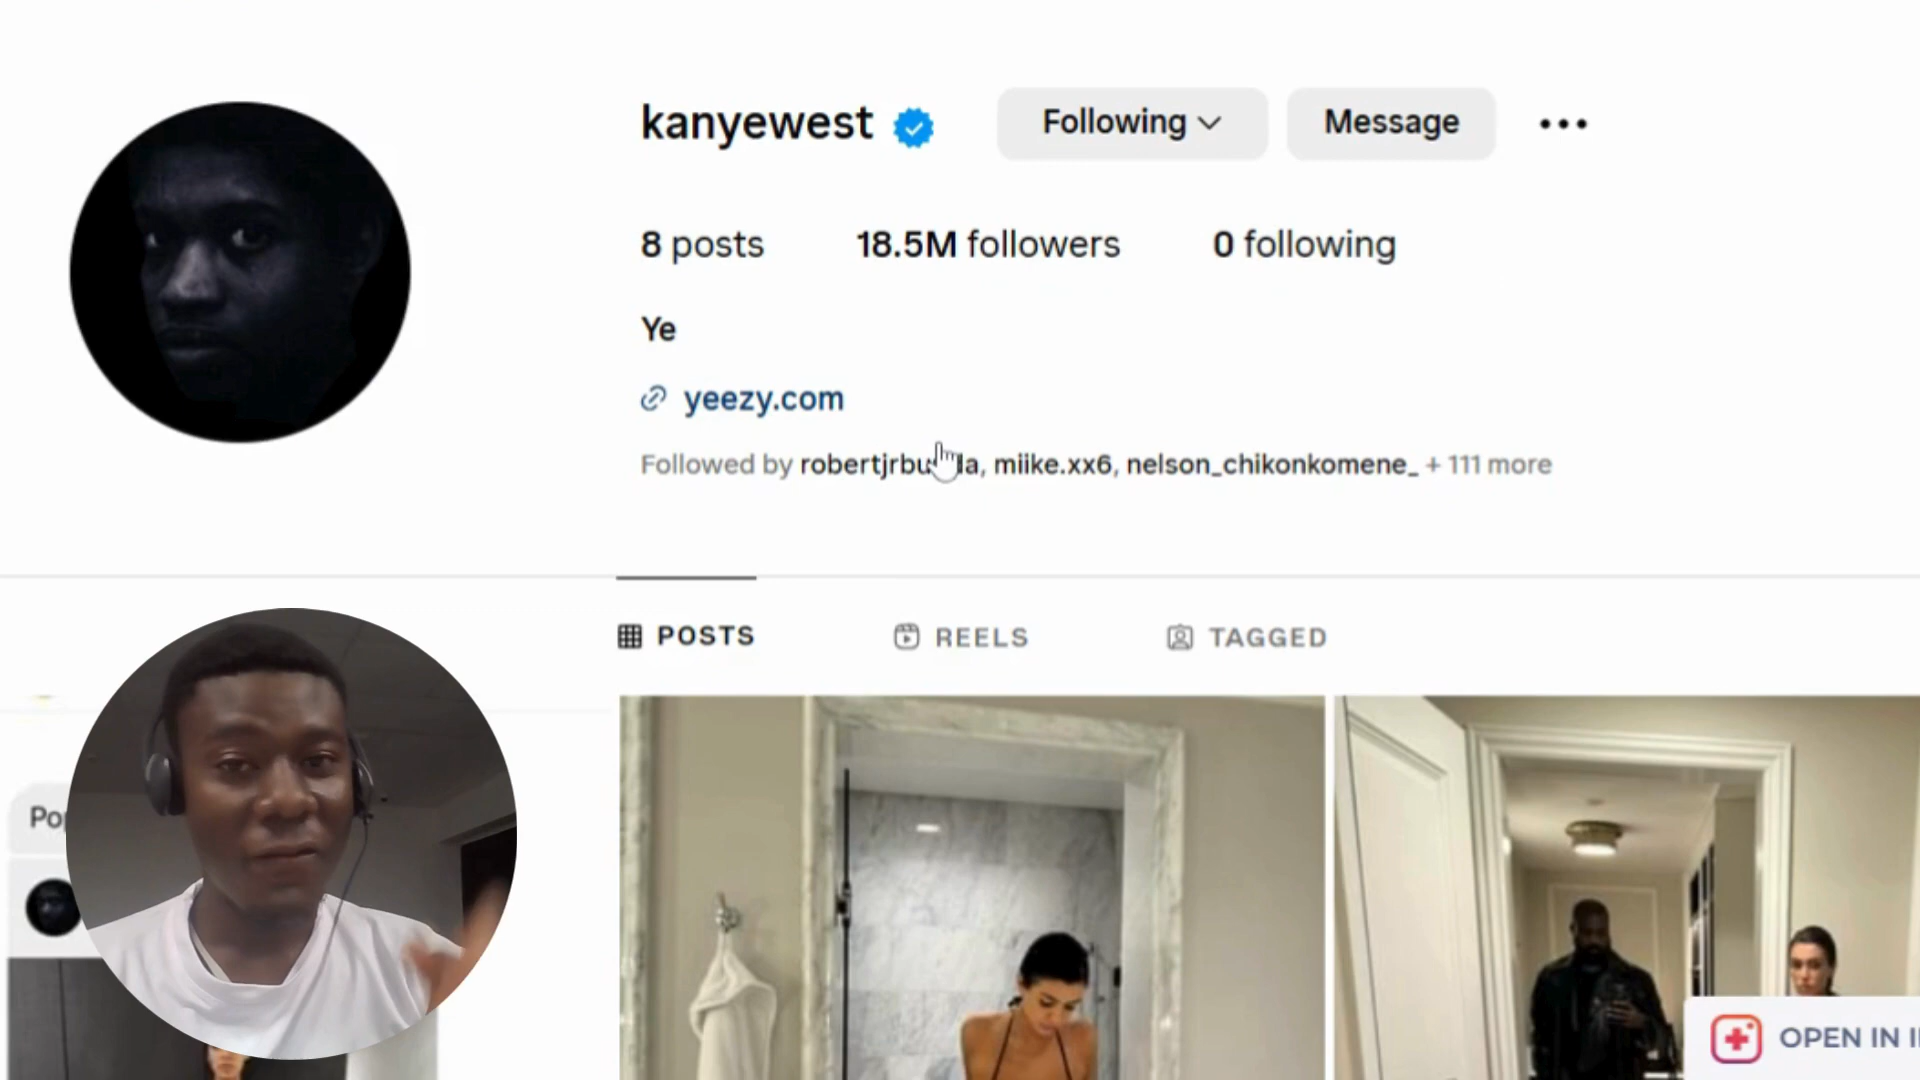 kanyewest
Following
Message
8 posts
18.5M followers
0 following
Ye
yeezy.com
Followed by miike.xx6, nelson_chikonkomene_ + 111 more
POSTS
REELS
TAGGED
OPEN IN